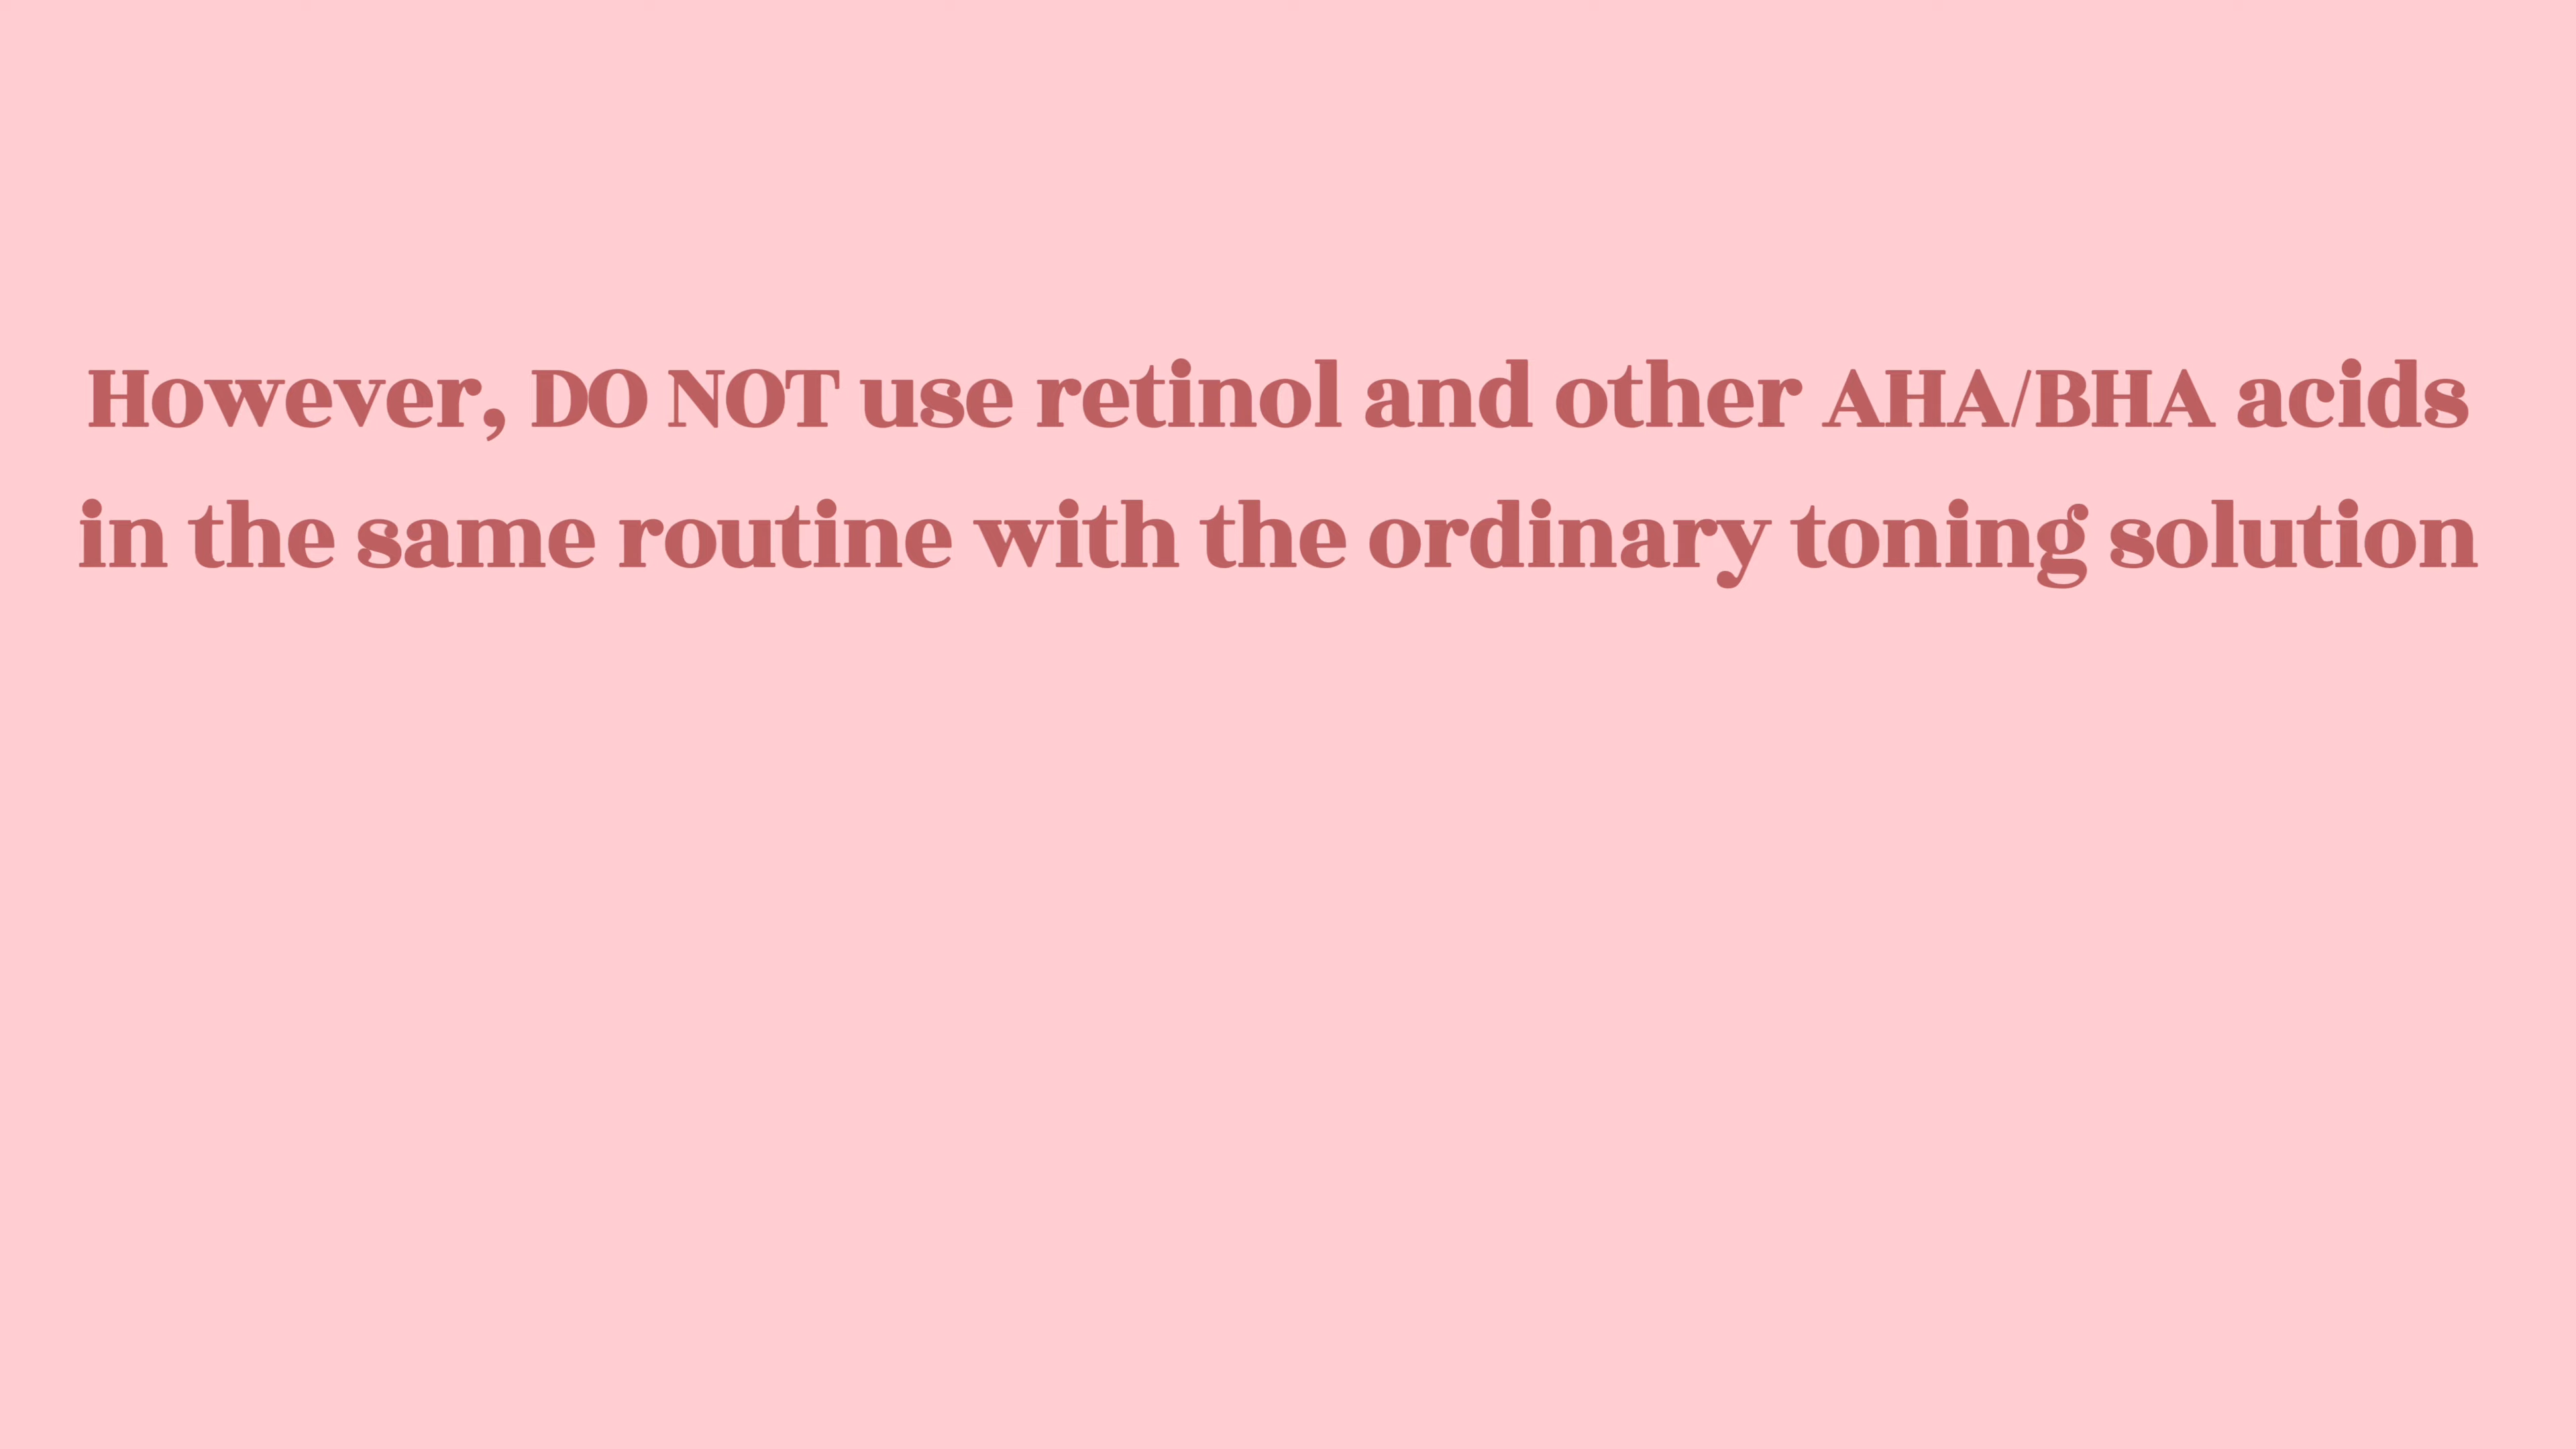 However, DO NOT use retinol and other AHA/BHA acids
in the same routine with the ordinary toning solution